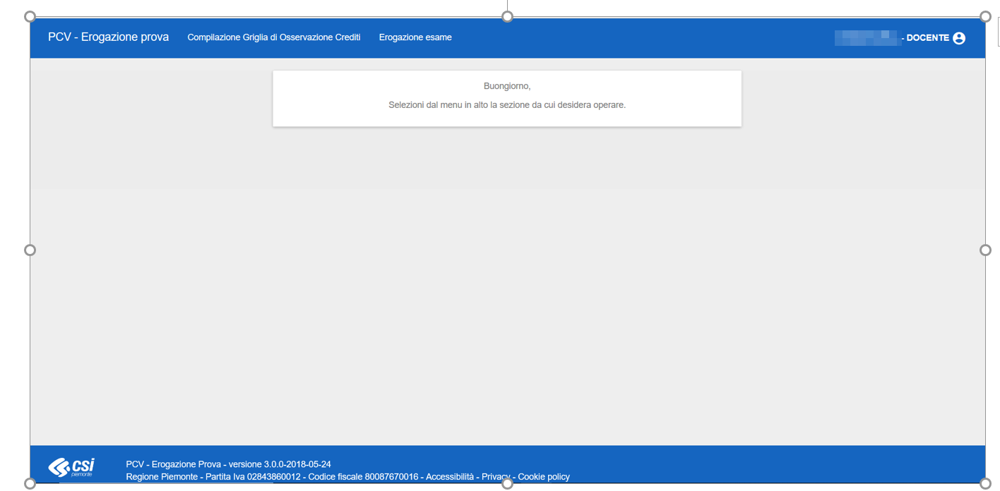 PCV - Erogazione prova Compilazione Griglia di Osservazione Crediti Erogazione esame - DOCENTE
Buongiorno,
Selezioni dal menu in alto la sezione da cui desidera operare.
csi
piemonte
PCV - Erogazione Prova - versione 3.0.0-2018-05-24
Regione Piemonte - Partita Iva 02843860012 - Codice fiscale 80087670016 - Accessibilità - Privacy - Cookie policy